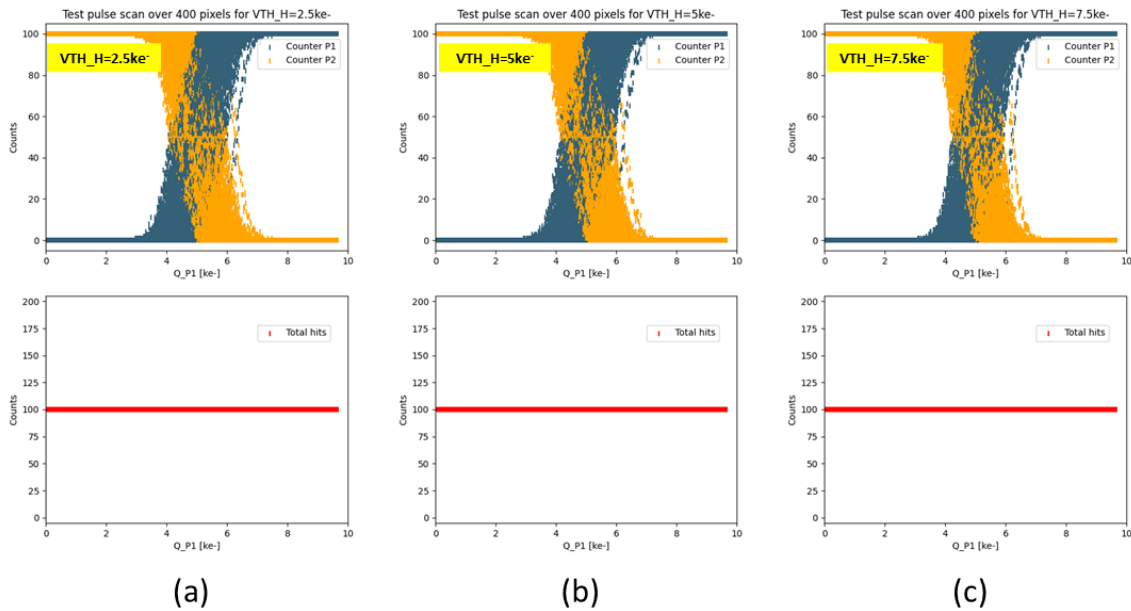 Test pulse scan over 400 pixels for VTH_H=2.5ke-
100
VTH_H=2.5ke-
Counter P1
Counter P2
80
60
Counts
40
20
0
0 2 4 6 8 10
Q_P1 [ke-]
Test pulse scan over 400 pixels for VTH_H=5ke-
100
VTH_H=5ke-
Counter P1
Counter P2
80
60
Counts
40
20
0
0 2 4 6 8 10
Q_P1 [ke-]
Test pulse scan over 400 pixels for VTH_H=7.5ke-
100
VTH_H=7.5ke-
Counter P1
Counter P2
80
60
Counts
40
20
0
0 2 4 6 8 10
Q_P1 [ke-]
200
175
Total hits
150
125
Counts
100
75
50
25
0
0 2 4 6 8 10
Q_P1 [ke-]
200
175
Total hits
150
125
Counts
100
75
50
25
0
0 2 4 6 8 10
Q_P1 [ke-]
200
175
Total hits
150
125
Counts
100
75
50
25
0
0 2 4 6 8 10
Q_P1 [ke-]
(a) (b) (c)